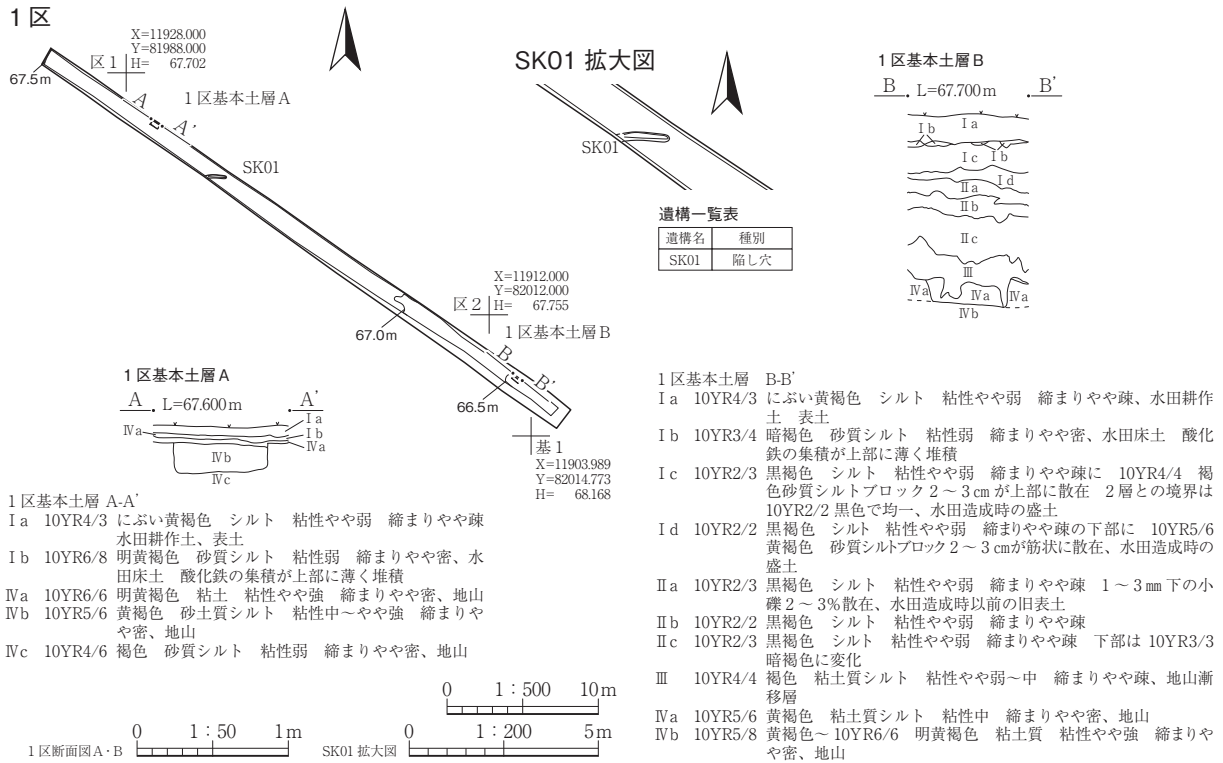 1区
X=11928.000
Y=81988.000
区1 H= 67.702
67.5m
A
A'
1区基本土層A
SK01
X=11912.000
Y=82012.000
区2 H= 67.755
1区基本土層B
67.0m
B
B'
66.5m
基1
X=11903.989
Y=82014.773
H= 68.168
SK01 拡大図
SK01
遺構一覧表
遺構名 種別
SK01 陥し穴
1区基本土層B
B L=67.700m B'
Ⅰa
Ⅰb
Ⅰc Ⅰb
Ⅰd
Ⅱa
Ⅱb
Ⅱc
Ⅲ
Ⅳa Ⅳa Ⅳa
Ⅳb
1区基本土層A
A L=67.600m A'
Ⅰa
Ⅳa Ⅰb
Ⅳa
Ⅳb
Ⅳc
1区基本土層 A-A'
Ⅰa 10YR4/3 にぶい黄褐色 シルト 粘性やや弱 締まりやや疎
水田耕作土、表土
Ⅰb 10YR6/8 明黄褐色 砂質シルト 粘性弱 締まりやや密、水
田床土 酸化鉄の集積が上部に薄く堆積
Ⅳa 10YR6/6 明黄褐色 粘土 粘性やや強 締まりやや密、地山
Ⅳb 10YR5/6 黄褐色 砂土質シルト 粘性中～やや強 締まりや
や密、地山
Ⅳc 10YR4/6 褐色 砂質シルト 粘性弱 締まりやや密、地山
1区基本土層 B-B'
Ⅰa 10YR4/3 にぶい黄褐色 シルト 粘性やや弱 締まりやや疎、水田耕作
土 表土
Ⅰb 10YR3/4 暗褐色 砂質シルト 粘性弱 締まりやや密、水田床土 酸化
鉄の集積が上部に薄く堆積
Ⅰc 10YR2/3 黒褐色 シルト 粘性やや弱 締まりやや疎に 10YR4/4 褐
色砂質シルトブロック2～3㎝が上部に散在 2層との境界は
10YR2/2 黒色で均一、水田造成時の盛土
Ⅰd 10YR2/2 黒褐色 シルト 粘性やや弱 締まりやや疎の下部に 10YR5/6
黄褐色 砂質シルトブロック2～3㎝が筋状に散在、水田造成時の
盛土
Ⅱa 10YR2/3 黒褐色 シルト 粘性やや弱 締まりやや疎 1～3㎜下の小
礫2～3%散在、水田造成時以前の旧表土
Ⅱb 10YR2/2 黒褐色 シルト 粘性やや弱 締まりやや疎
Ⅱc 10YR2/3 黒褐色 シルト 粘性やや弱 締まりやや疎 下部は 10YR3/3
暗褐色に変化
Ⅲ 10YR4/4 褐色 粘土質シルト 粘性やや弱～中 締まりやや疎、地山漸
移層
Ⅳa 10YR5/6 黄褐色 粘土質シルト 粘性中 締まりやや密、地山
Ⅳb 10YR5/8 黄褐色～10YR6/6 明黄褐色 粘土質 粘性やや強 締まりや
や密、地山
0 1:500 10m
0 1:50 1m
1区断面図A・B
0 1:200 5m
SK01 拡大図